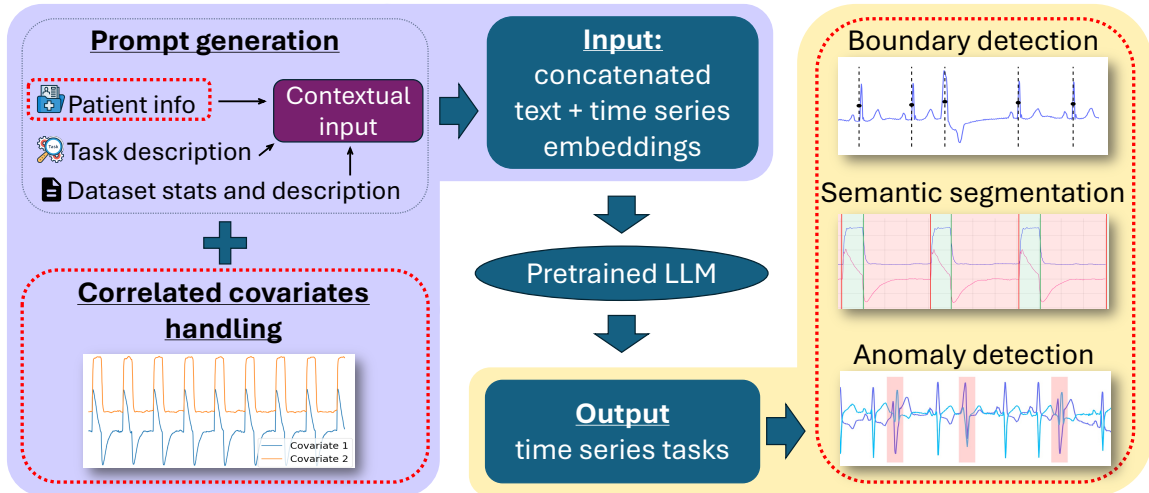 Prompt generation
Patient info
Task
Task description
Dataset stats and description
Contextual
input
Correlated covariates
handling
Covariate 1
Covariate 2
Input:
concatenated
text + time series
embeddings
Pretrained LLM
Output
time series tasks
Boundary detection
Semantic segmentation
Anomaly detection